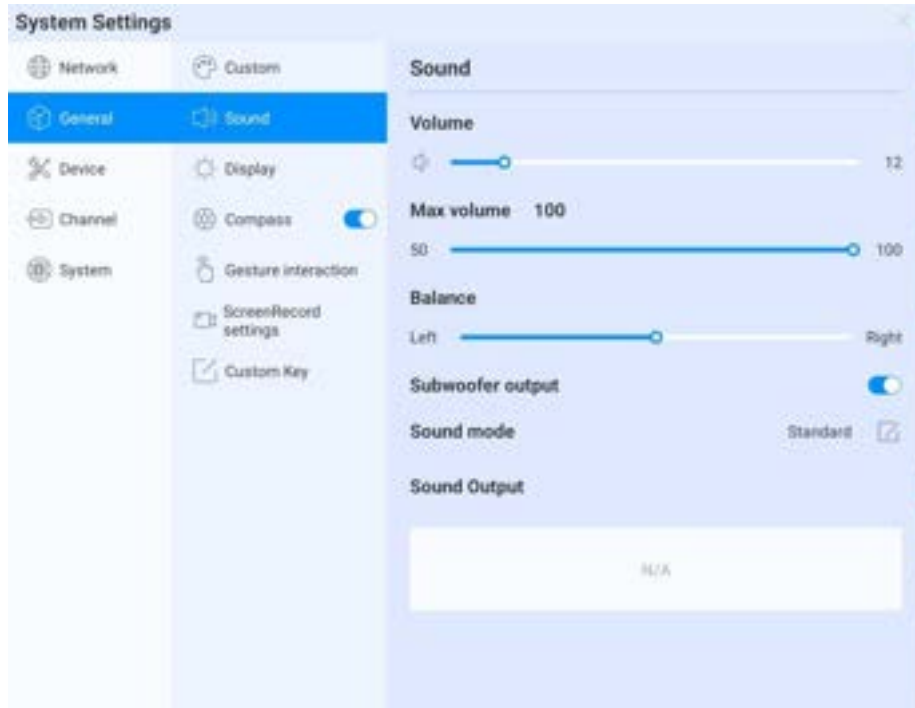 System Settings
Network
General
Device
Channel
System
Custom
Sound
Display
Compass
Gesture interaction
ScreenRecord
settings
Custom Key
Sound
Volume
12
Max volume 100
50 100
Balance
Left Right
Subwoofer output
Sound mode Standard
Sound Output
N/A